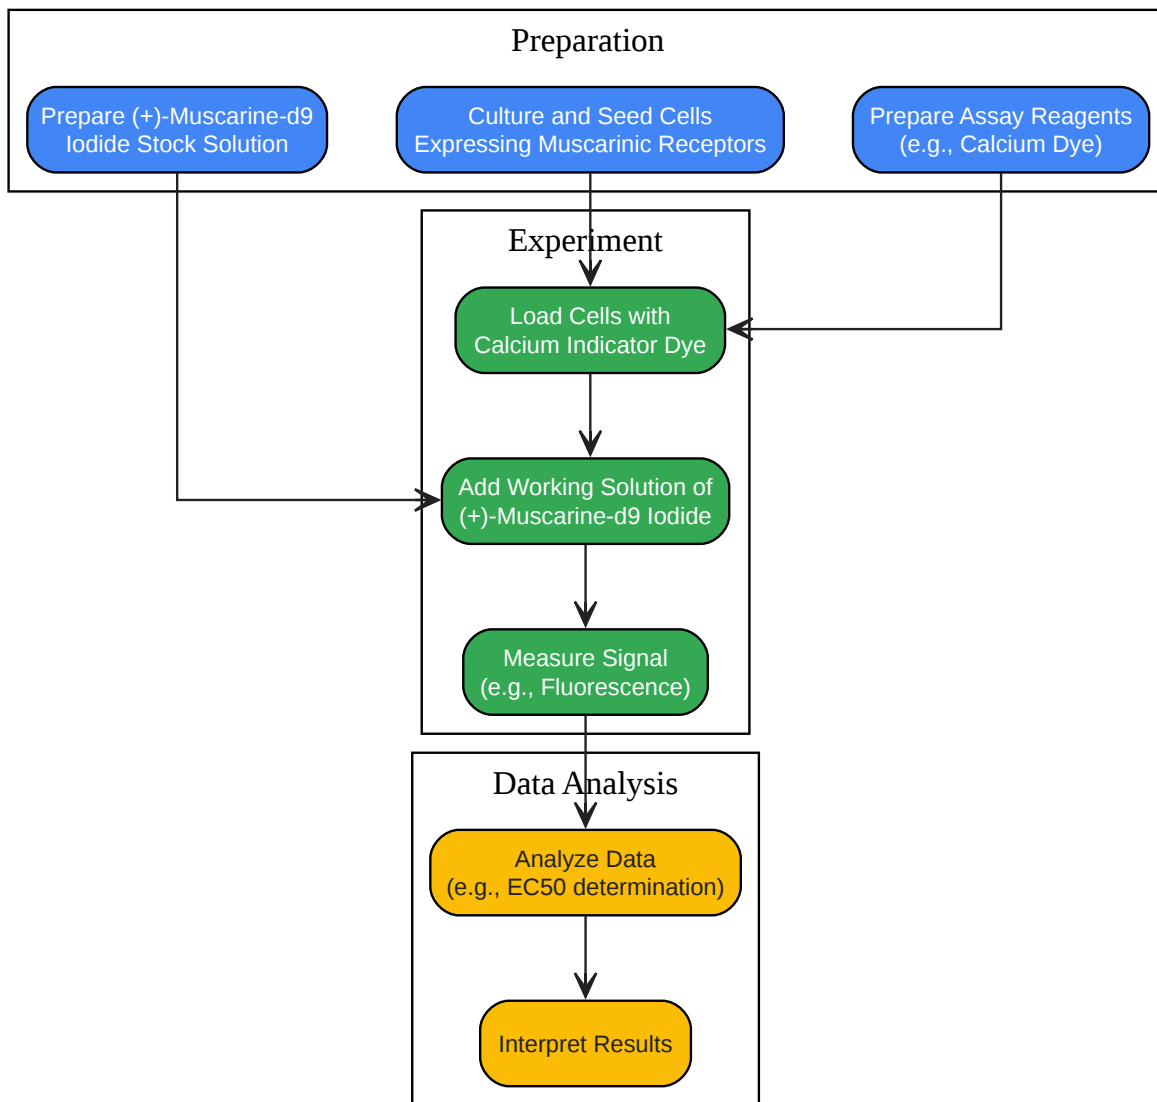 Preparation
Prepare (+)-Muscarine-d9
Iodide Stock Solution
Culture and Seed Cells
Expressing Muscarinic Receptors
Prepare Assay Reagents
(e.g., Calcium Dye)
Experiment
Load Cells with
Calcium Indicator Dye
Add Working Solution of
(+)-Muscarine-d9 Iodide
Measure Signal
(e.g., Fluorescence)
Data Analysis
Analyze Data
(e.g., EC50 determination)
Interpret Results